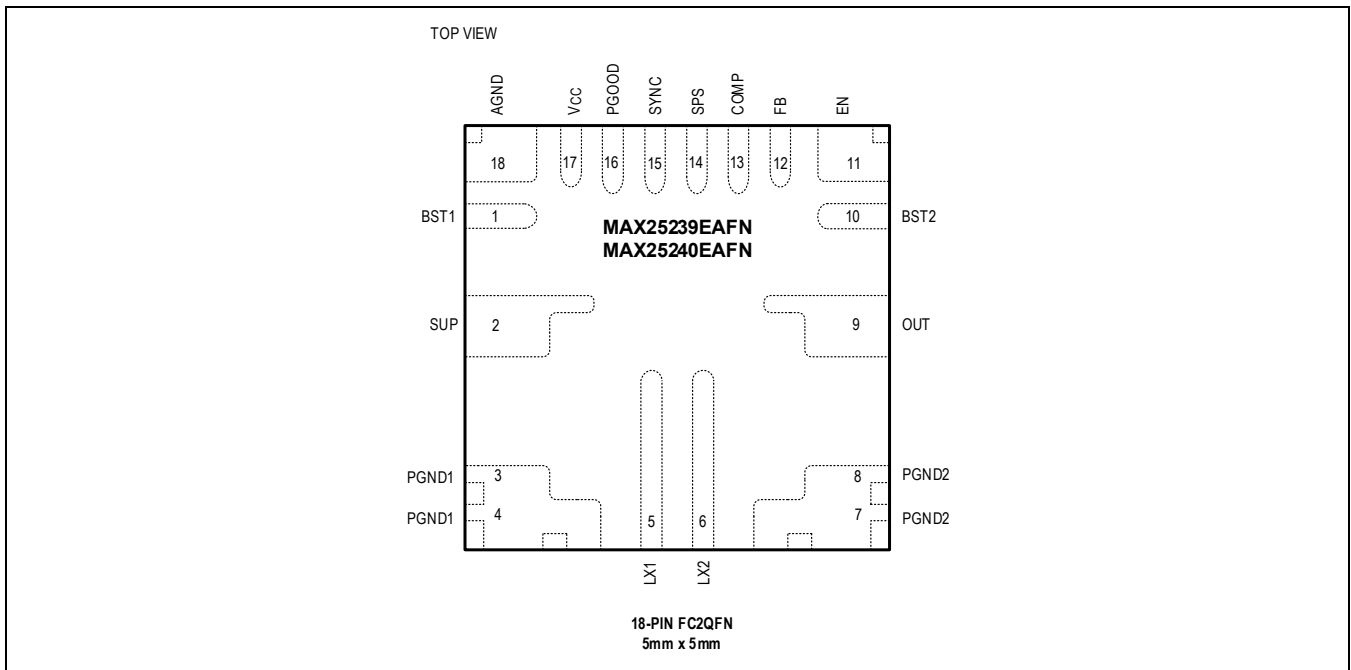 TOP VIEW
AGND
VCC
PGOOD
SYNC
SPS
COMP
FB
EN
18
17
16
15
14
13
12
11
BST1
1
10
BST2
MAX25239EAFN
MAX25240EAFN
SUP
2
9
OUT
PGND1
3
8
PGND2
PGND1
4
5
6
7
PGND2
LX1
LX2
18-PIN FC2QFN
5mm x 5mm